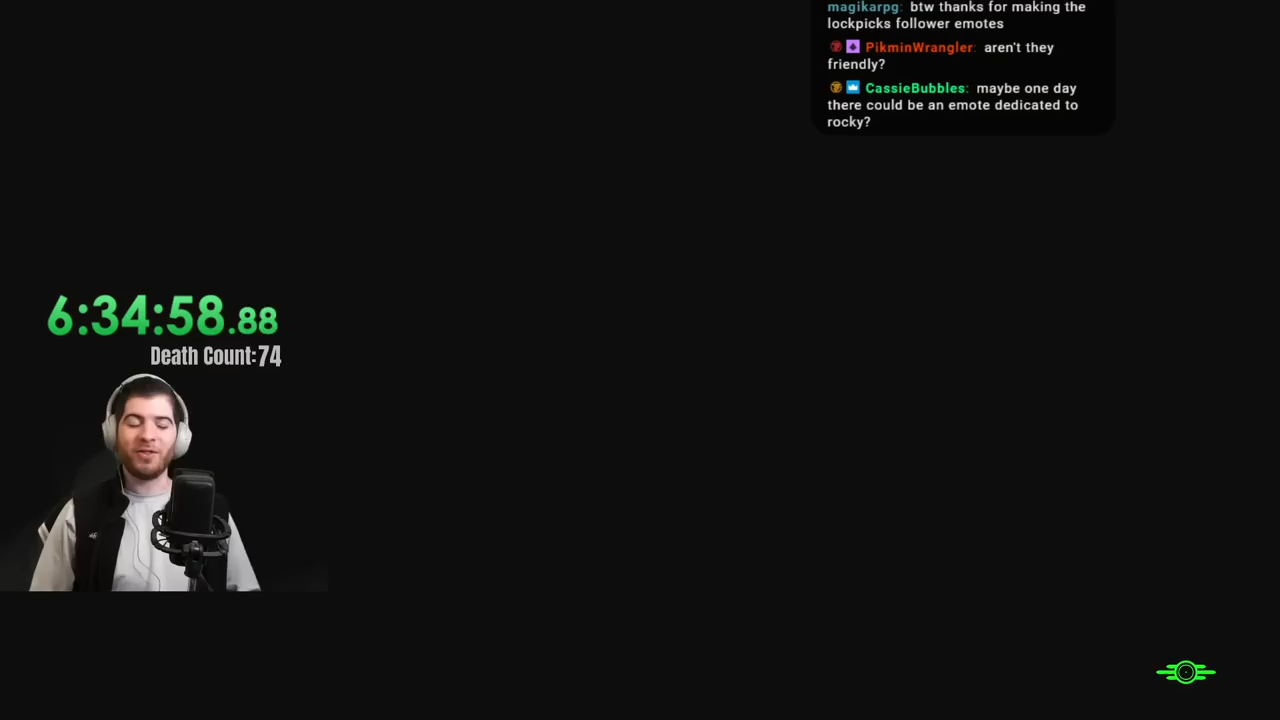 magikarpg: btw thanks for making the
lockpicks follower emotes
PikminWrangler: aren't they
friendly?
CassieBubbles: maybe one day
there could be an emote dedicated to
rocky?
6:34:58.88
Death Count:74